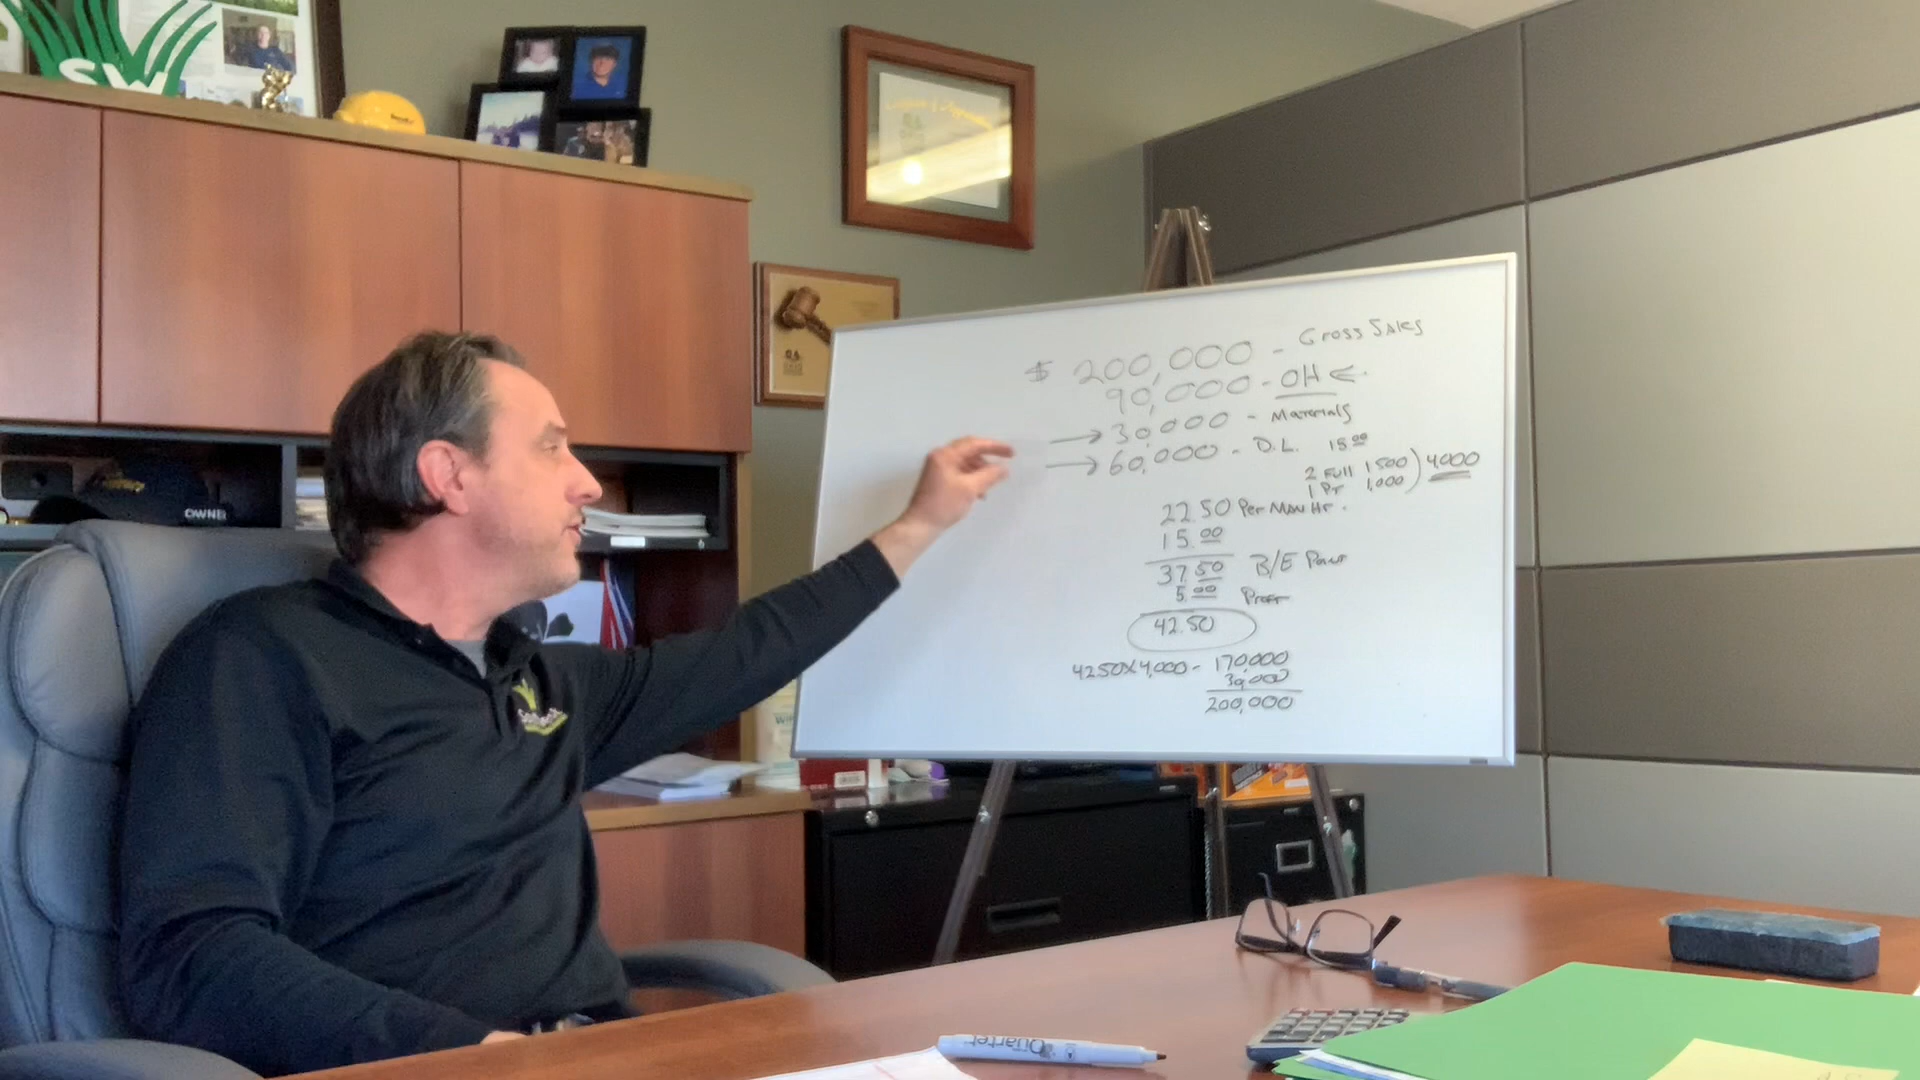 SW
OWNER
$ 200,000 - Gross Sales
90,000 - OH ←
→ 30,000 - Materials
→ 60,000 - D.L. 15.00
2 Full 1500 ) 4,000
1 PT 1,000
22.50 Per Man Hr.
15.00
37.50 B/E Point
5.00 Profit
42.50
42.50 X 4,000 - 170,000
30,000
200,000
Quartet